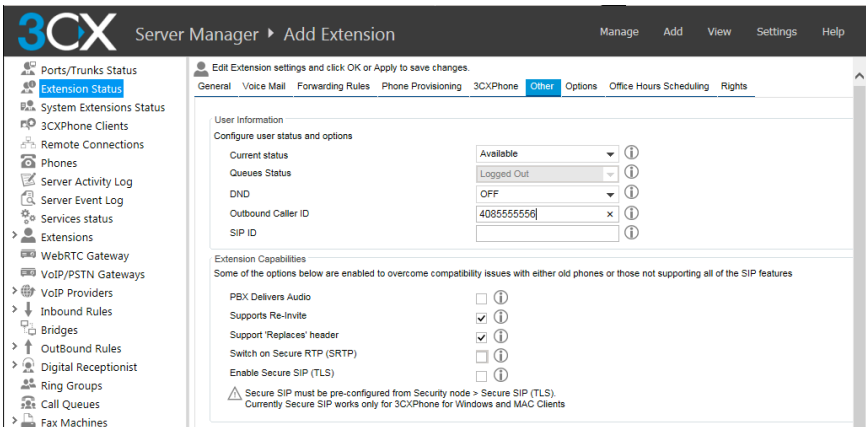 3CX Server Manager Add Extension Manage Add View Settings Help
Ports/Trunks Status
Extension Status
System Extensions Status
3CXPhone Clients
Remote Connections
Phones
Server Activity Log
Server Event Log
Services status
Extensions
WebRTC Gateway
VoIP/PSTN Gateways
VoIP Providers
Inbound Rules
Bridges
OutBound Rules
Digital Receptionist
Ring Groups
Call Queues
Fax Machines
Edit Extension settings and click OK or Apply to save changes.
General Voice Mail Forwarding Rules Phone Provisioning 3CXPhone Other Options Office Hours Scheduling Rights
User Information
Configure user status and options
Current status Available
Queues Status Logged Out
DND OFF
Outbound Caller ID 4085555556
SIP ID
Extension Capabilities
Some of the options below are enabled to overcome compatibility issues with either old phones or those not supporting all of the SIP features
PBX Delivers Audio
Supports Re-Invite
Support 'Replaces' header
Switch on Secure RTP (SRTP)
Enable Secure SIP (TLS)
Secure SIP must be pre-configured from Security node > Secure SIP (TLS).
Currently Secure SIP works only for 3CXPhone for Windows and MAC Clients